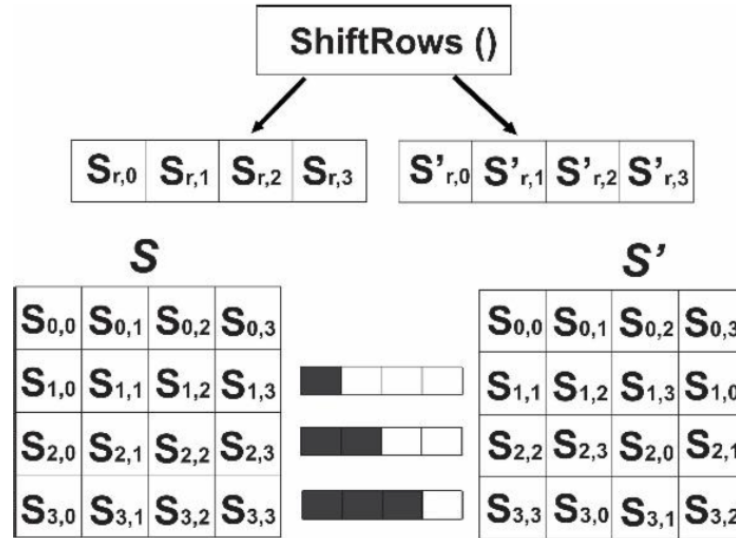 ShiftRows ()
Sr,0 Sr,1 Sr,2 Sr,3 S'r,0 S'r,1 S'r,2 S'r,3
S S'
S0,0 S0,1 S0,2 S0,3 S0,0 S0,1 S0,2 S0,3
S1,0 S1,1 S1,2 S1,3 S1,1 S1,2 S1,3 S1,0
S2,0 S2,1 S2,2 S2,3 S2,2 S2,3 S2,0 S2,1
S3,0 S3,1 S3,2 S3,3 S3,3 S3,0 S3,1 S3,2